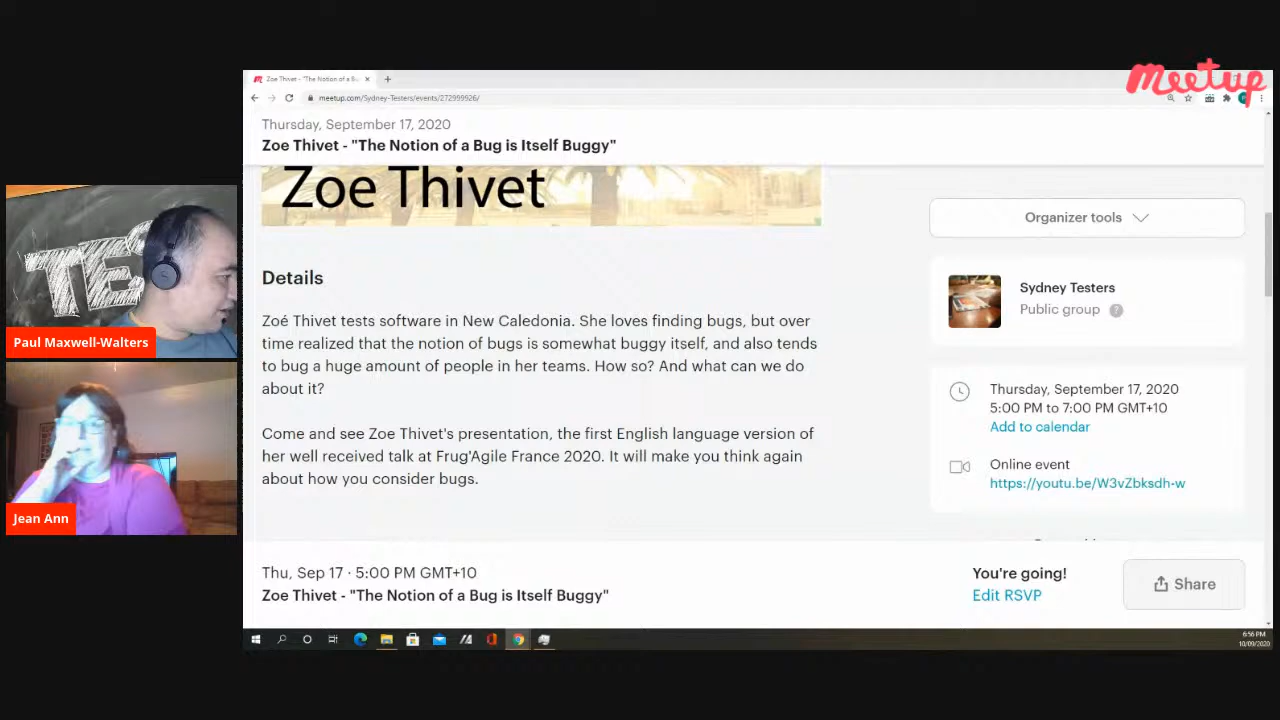 meetup
Zoe Thivet - "The Notion of a Bu
meetup.com/Sydney-Testers/events/272999926/
Thursday, September 17, 2020
Zoe Thivet - "The Notion of a Bug is Itself Buggy"
Zoe Thivet
Organizer tools
Details
Sydney Testers
Public group ?
Zoé Thivet tests software in New Caledonia. She loves finding bugs, but over
time realized that the notion of bugs is somewhat buggy itself, and also tends
to bug a huge amount of people in her teams. How so? And what can we do
about it?
Thursday, September 17, 2020
5:00 PM to 7:00 PM GMT+10
Add to calendar
Come and see Zoe Thivet's presentation, the first English language version of
her well received talk at Frug'Agile France 2020. It will make you think again
about how you consider bugs.
Online event
https://youtu.be/W3vZbksdh-w
Thu, Sep 17 · 5:00 PM GMT+10
Zoe Thivet - "The Notion of a Bug is Itself Buggy"
You're going!
Edit RSVP
Share
6:56 PM
10/09/2020
TES
Paul Maxwell-Walters
Jean Ann